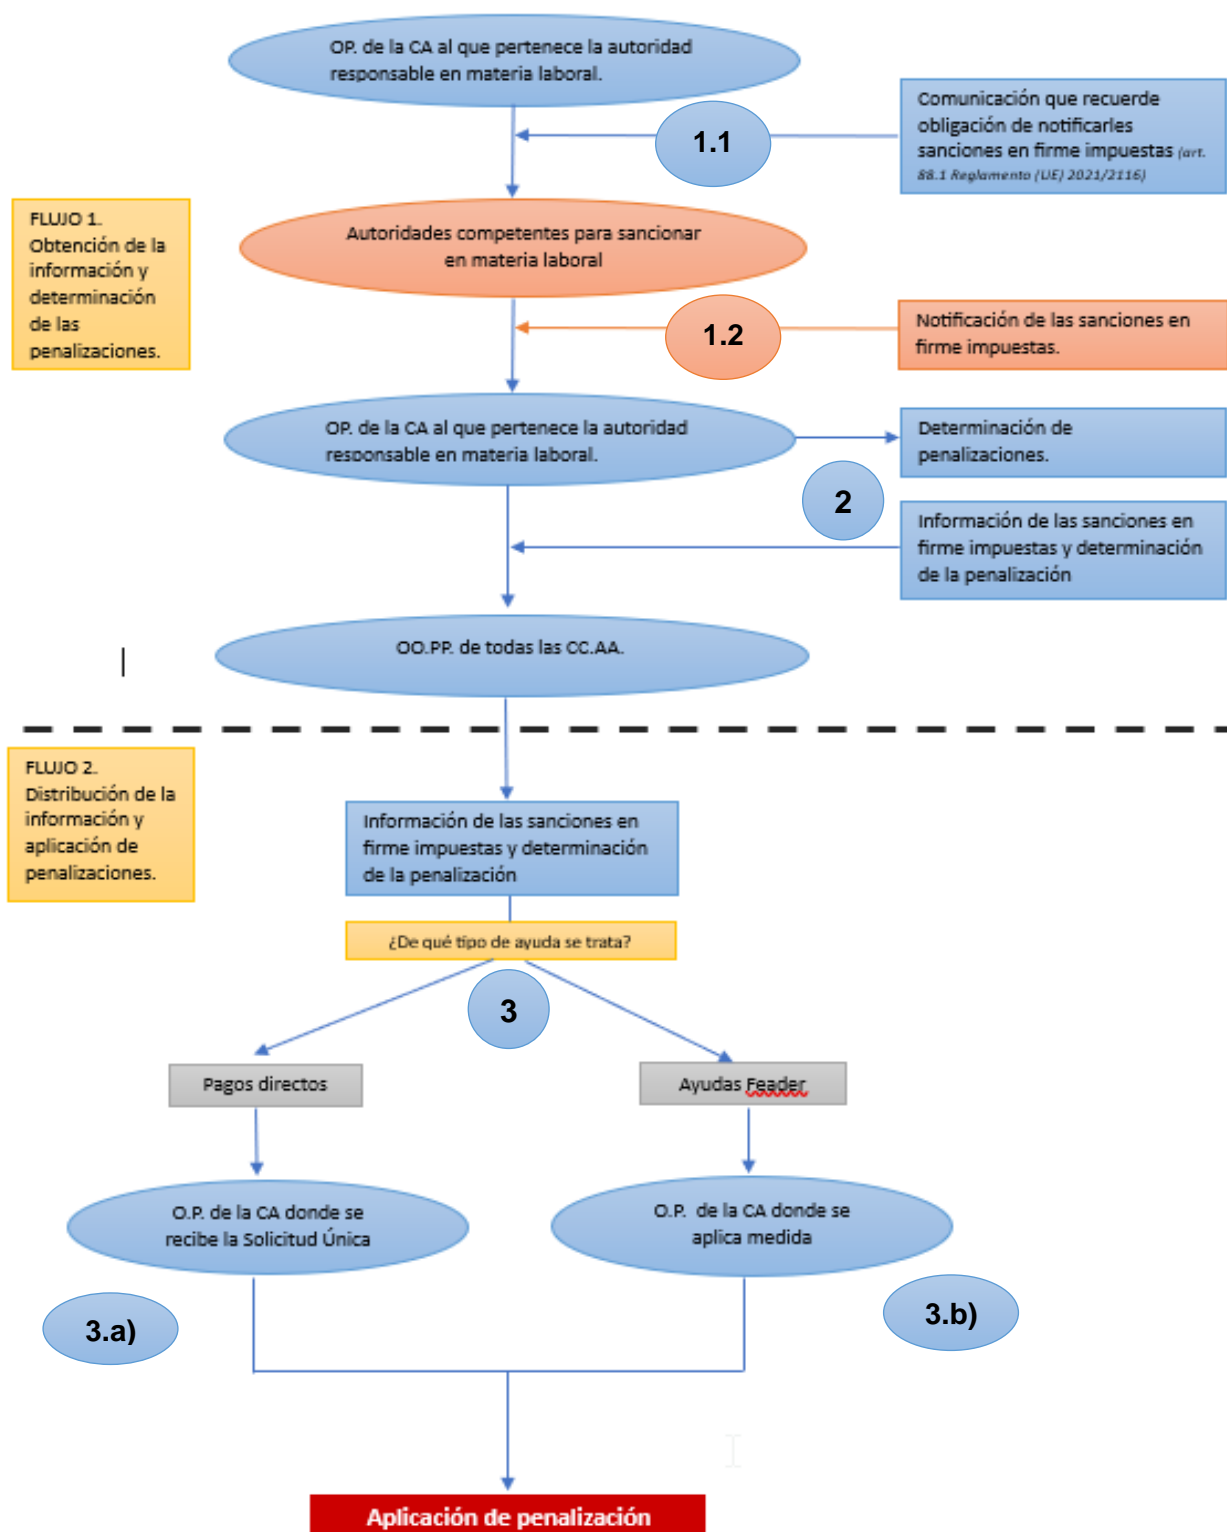 OP. de la CA al que pertenece la autoridad
responsable en materia laboral.
1.1
Comunicación que recuerde
obligación de notificarles
sanciones en firme impuestas (art.
88.1 Reglamento (UE) 2021/2116)
FLUJO 1.
Obtención de la
información y
determinación
de las
penalizaciones.
Autoridades competentes para sancionar
en materia laboral
1.2
Notificación de las sanciones en
firme impuestas.
OP. de la CA al que pertenece la autoridad
responsable en materia laboral.
Determinación de
penalizaciones.
2
Información de las sanciones en
firme impuestas y determinación
de la penalización
OO.PP. de todas las CC.AA.
FLUJO 2.
Distribución de la
información y
aplicación de
penalizaciones.
Información de las sanciones en
firme impuestas y determinación
de la penalización
¿De qué tipo de ayuda se trata?
3
Pagos directos
Ayudas Feader
O.P. de la CA donde se
recibe la Solicitud Única
O.P. de la CA donde se
aplica medida
3.a)
3.b)
Aplicación de penalización